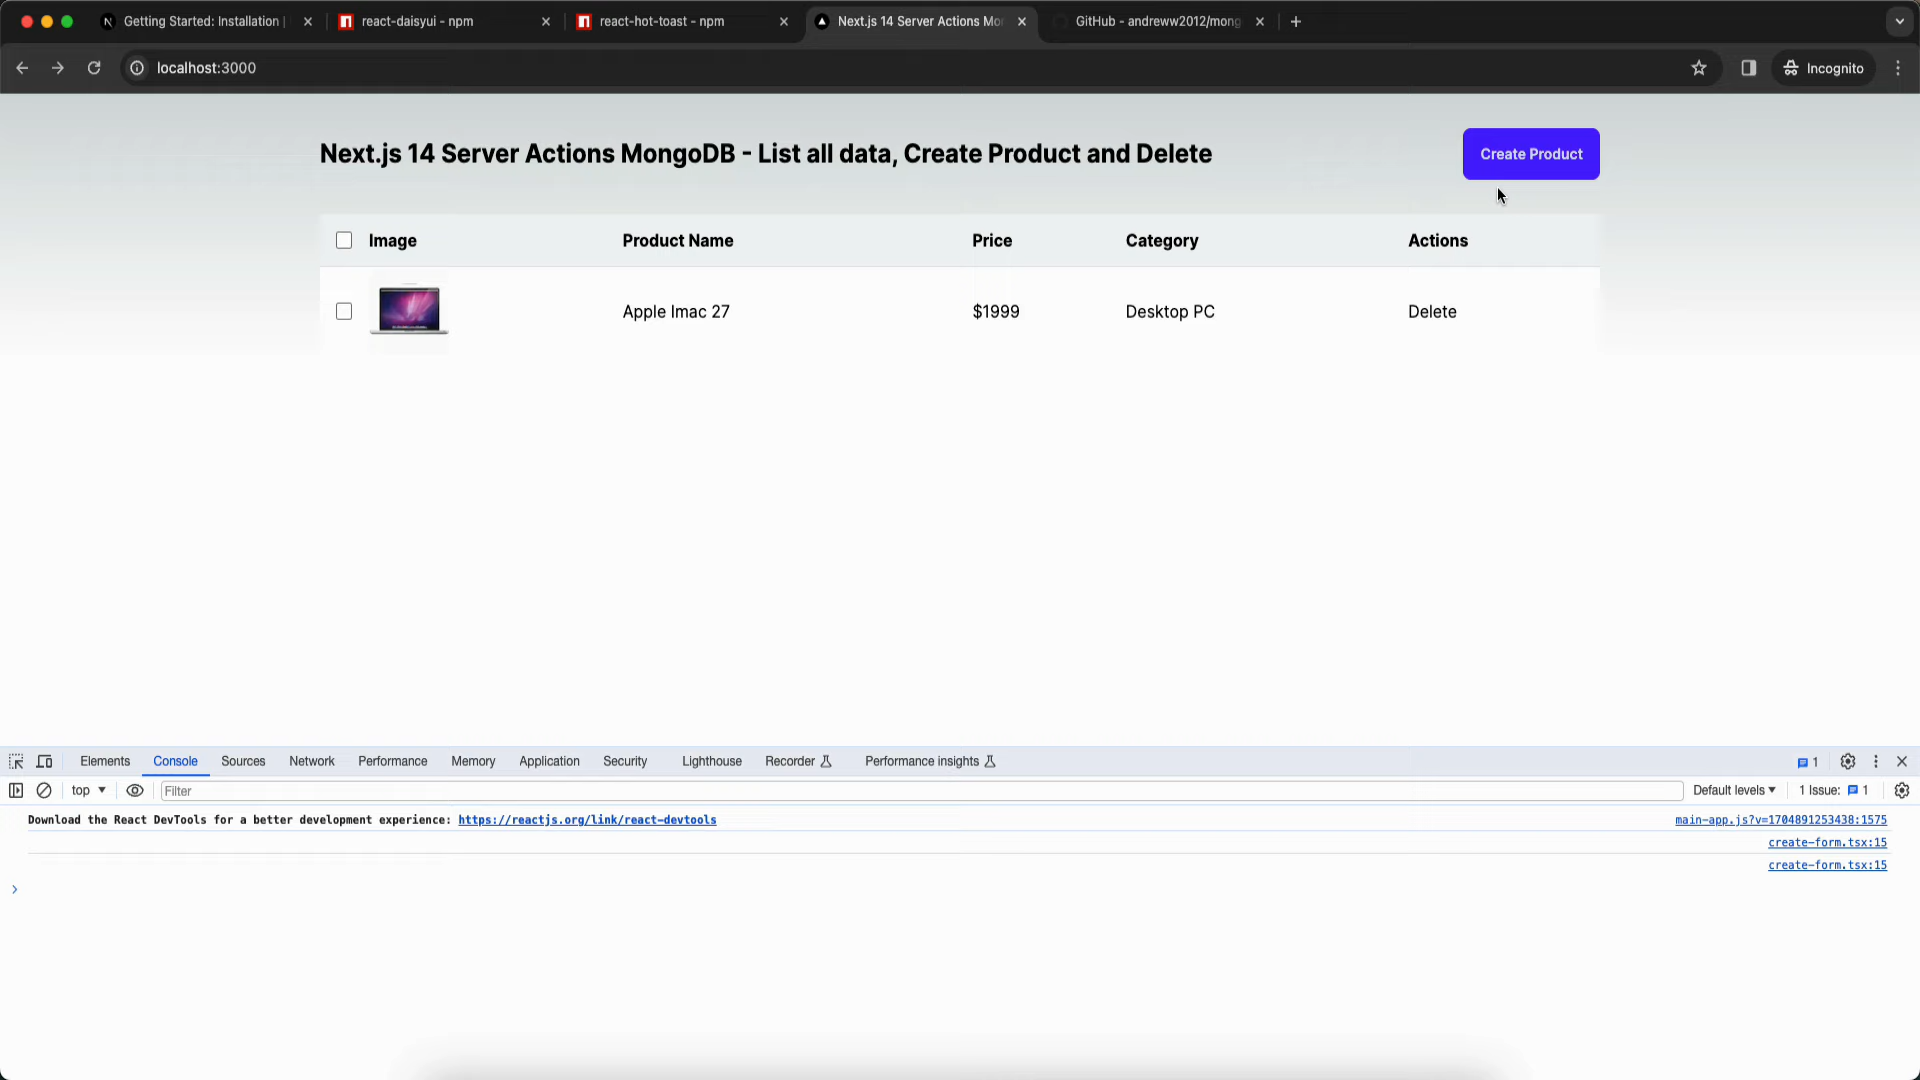 Getting Started: Installation |
react-daisyui - npm
react-hot-toast - npm
Next.js 14 Server Actions Mon
GitHub - andreww2012/mong
localhost:3000
Incognito
Next.js 14 Server Actions MongoDB - List all data, Create Product and Delete
Create Product
Image Product Name Price Category Actions
Apple Imac 27 $1999 Desktop PC Delete
Elements Console Sources Network Performance Memory Application Security Lighthouse Recorder Performance insights 1
top Filter Default levels 1 Issue: 1
Download the React DevTools for a better development experience: https://reactjs.org/link/react-devtools main-app.js?v=1704891253438:1575
create-form.tsx:15
create-form.tsx:15